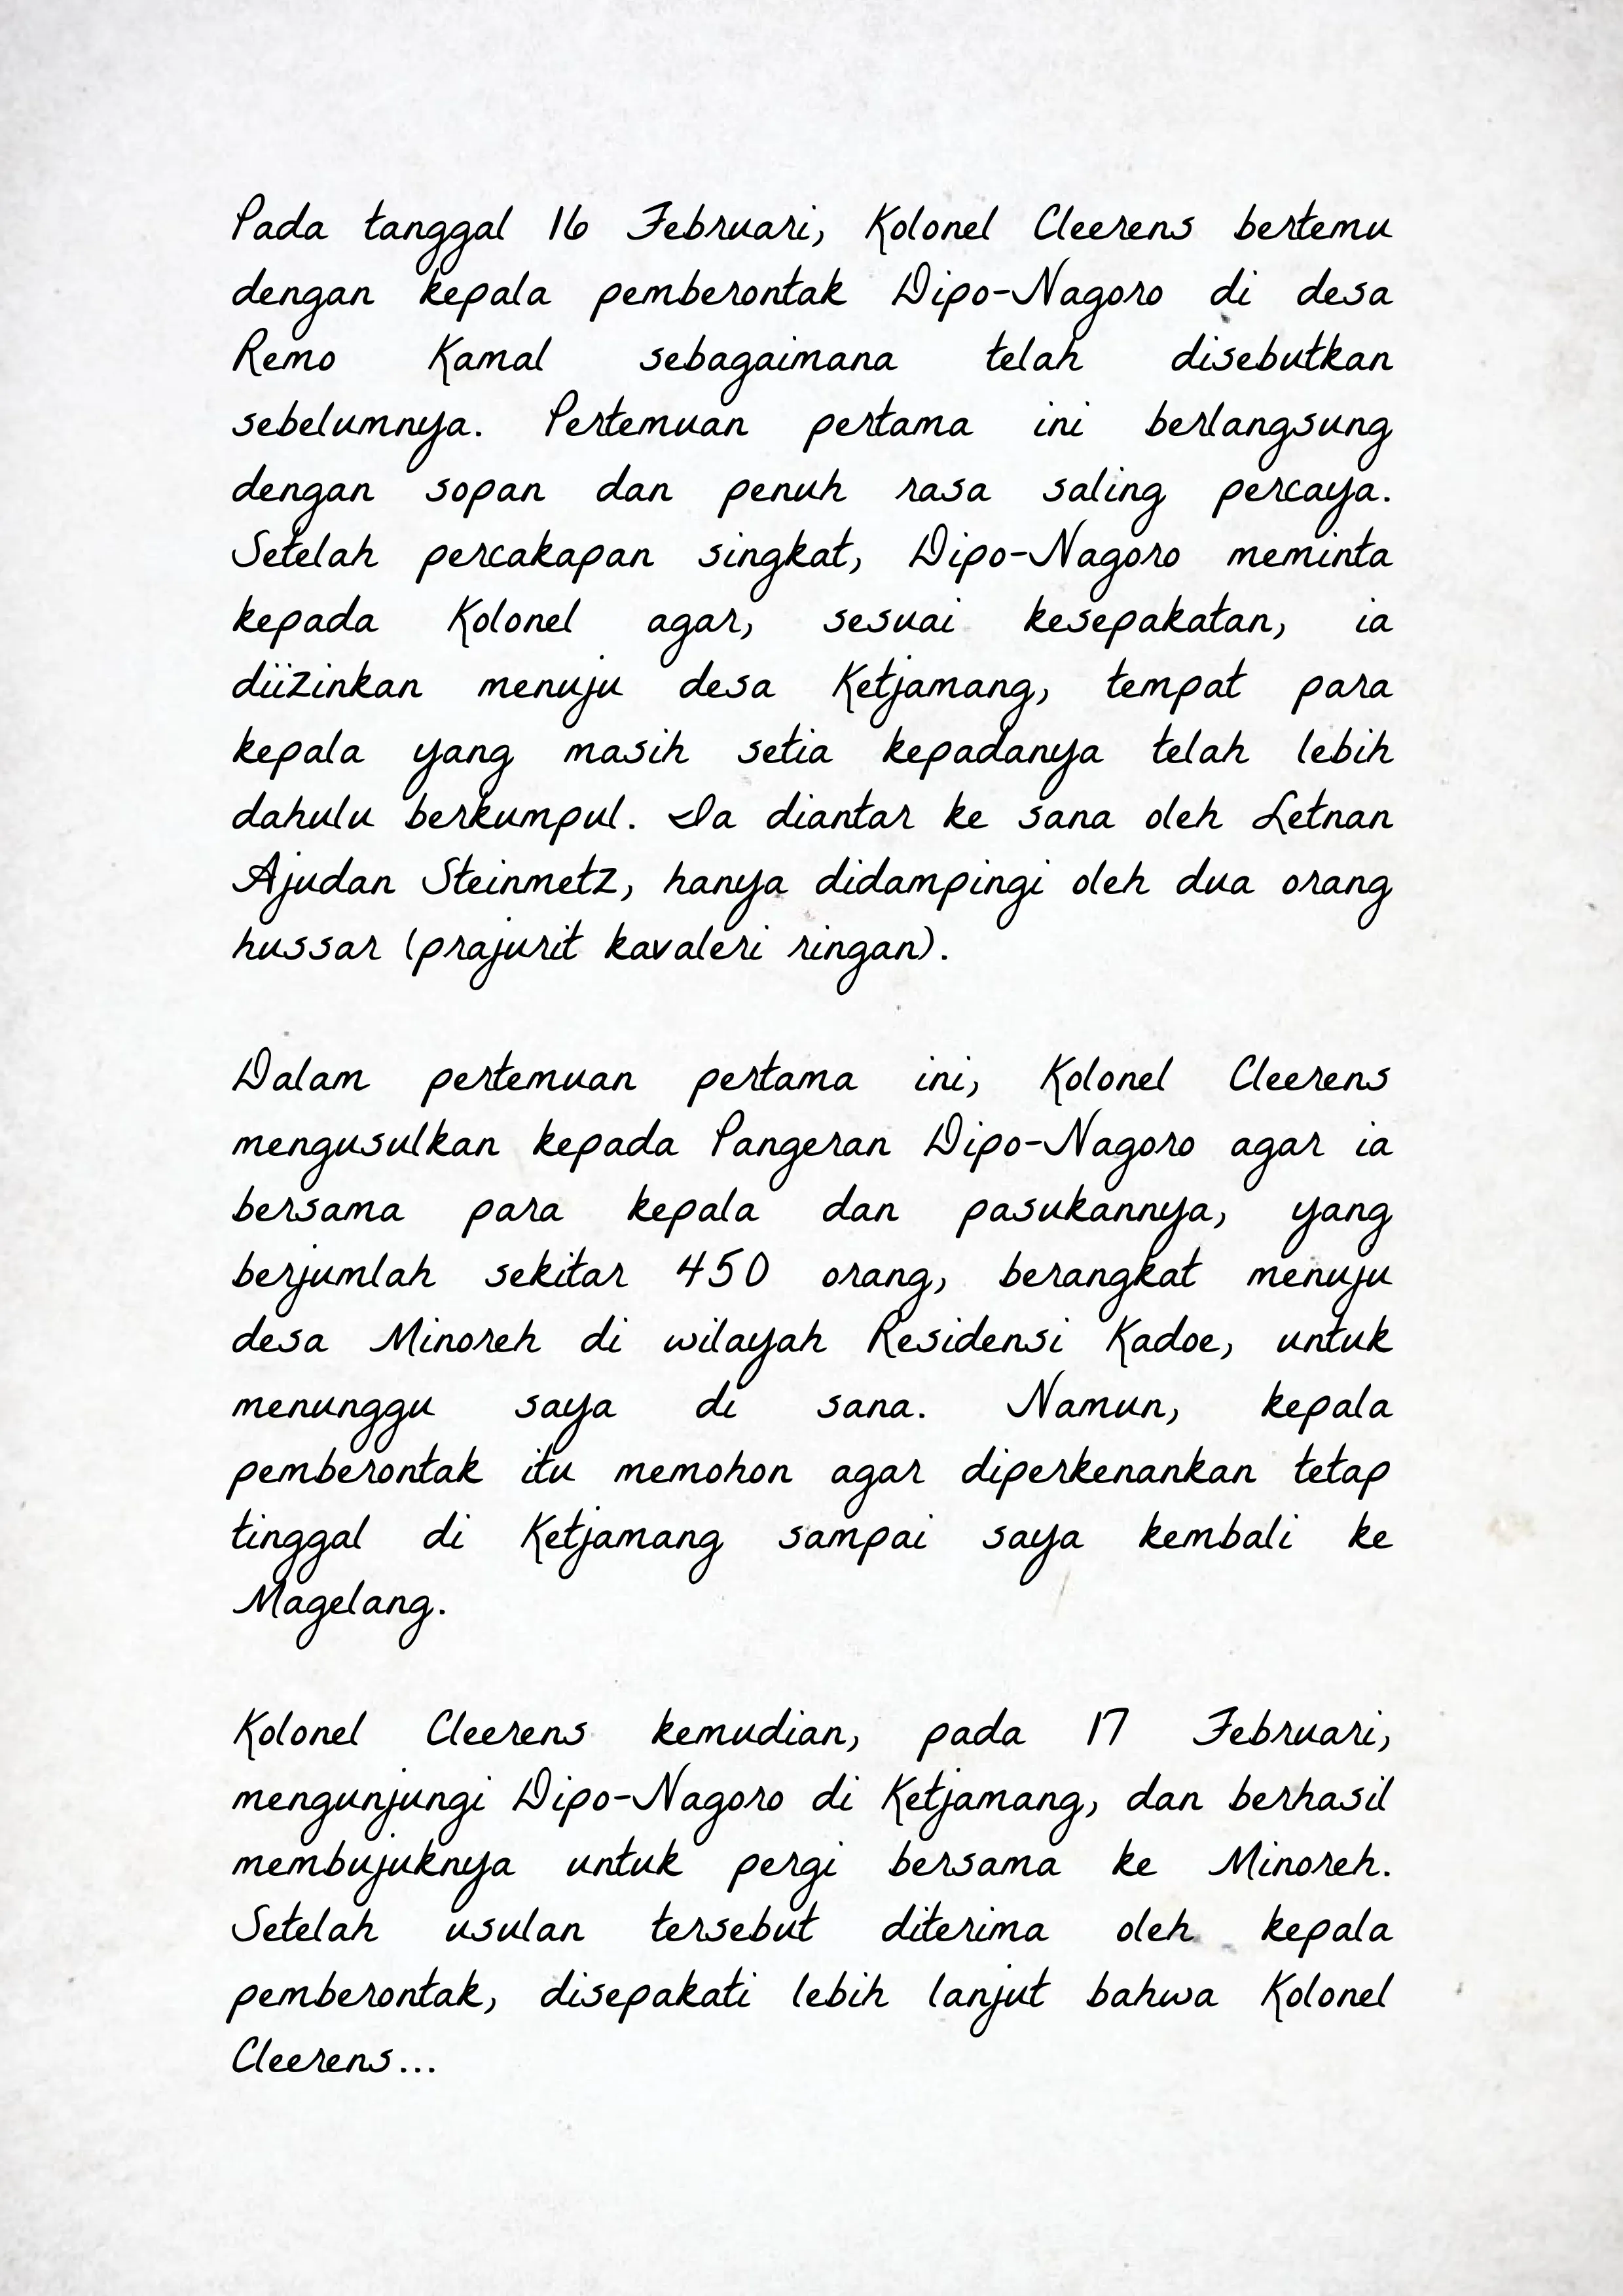 Pada tanggal 16 Februari, Kolonel Cleerens bertemu
dengan kepala pemberontak Dipo-Nagoro di desa
Remo Kamal sebagaimana telah disebutkan
sebelumnya. Pertemuan pertama ini berlangsung
dengan sopan dan penuh rasa saling percaya.
Setelah percakapan singkat, Dipo-Nagoro meminta
kepada Kolonel agar, sesuai kesepakatan, ia
diizinkan menuju desa Ketjamang, tempat para
kepala yang masih setia kepadanya telah lebih
dahulu berkumpul. Ia diantar ke sana oleh Letnan
Ajudan Steinmetz, hanya didampingi oleh dua orang
hussar (prajurit kavaleri ringan).
Dalam pertemuan pertama ini, Kolonel Cleerens
mengusulkan kepada Pangeran Dipo-Nagoro agar ia
bersama para kepala dan pasukannya, yang
berjumlah sekitar 450 orang, berangkat menuju
desa Minoreh di wilayah Residensi Kadoe, untuk
menunggu saya di sana. Namun, kepala
pemberontak itu memohon agar diperkenankan tetap
tinggal di Ketjamang sampai saya kembali ke
Magelang.
Kolonel Cleerens kemudian, pada 17 Februari,
mengunjungi Dipo-Nagoro di Ketjamang, dan berhasil
membujuknya untuk pergi bersama ke Minoreh.
Setelah usulan tersebut diterima oleh kepala
pemberontak, disepakati lebih lanjut bahwa Kolonel
Cleerens...